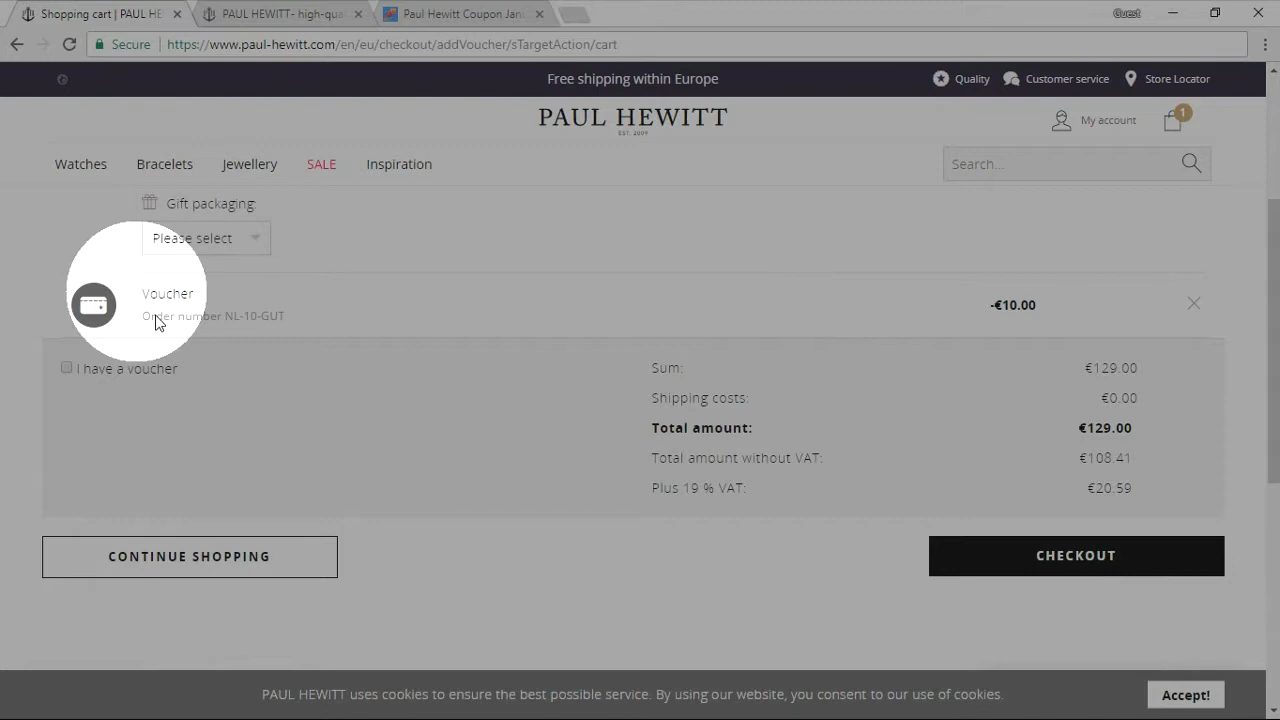 Shopping cart | PAUL HE
PAUL HEWITT- high-qual
Paul Hewitt Coupon Janu
Guest
Secure
https://www.paul-hewitt.com/en/eu/checkout/addVoucher/sTargetAction/cart
Free shipping within Europe
Quality
Customer service
Store Locator
PAUL HEWITT
EST. 2009
My account
1
Watches
Bracelets
Jewellery
SALE
Inspiration
Search...
Gift packaging:
Please select
Voucher
Order number NL-10-GUT
-€10.00
I have a voucher
Sum: €129.00
Shipping costs: €0.00
Total amount: €129.00
Total amount without VAT: €108.41
Plus 19 % VAT: €20.59
CONTINUE SHOPPING
CHECKOUT
PAUL HEWITT uses cookies to ensure the best possible service. By using our website, you consent to our use of cookies.
Accept!